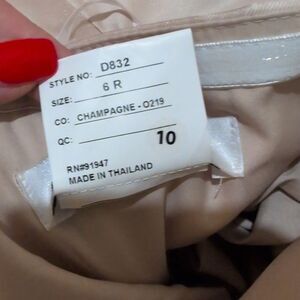 STYLE NO: D832
SIZE: 6 R
CO: CHAMPAGNE - O219
QC: 10
RN#91947
MADE IN THAILAND